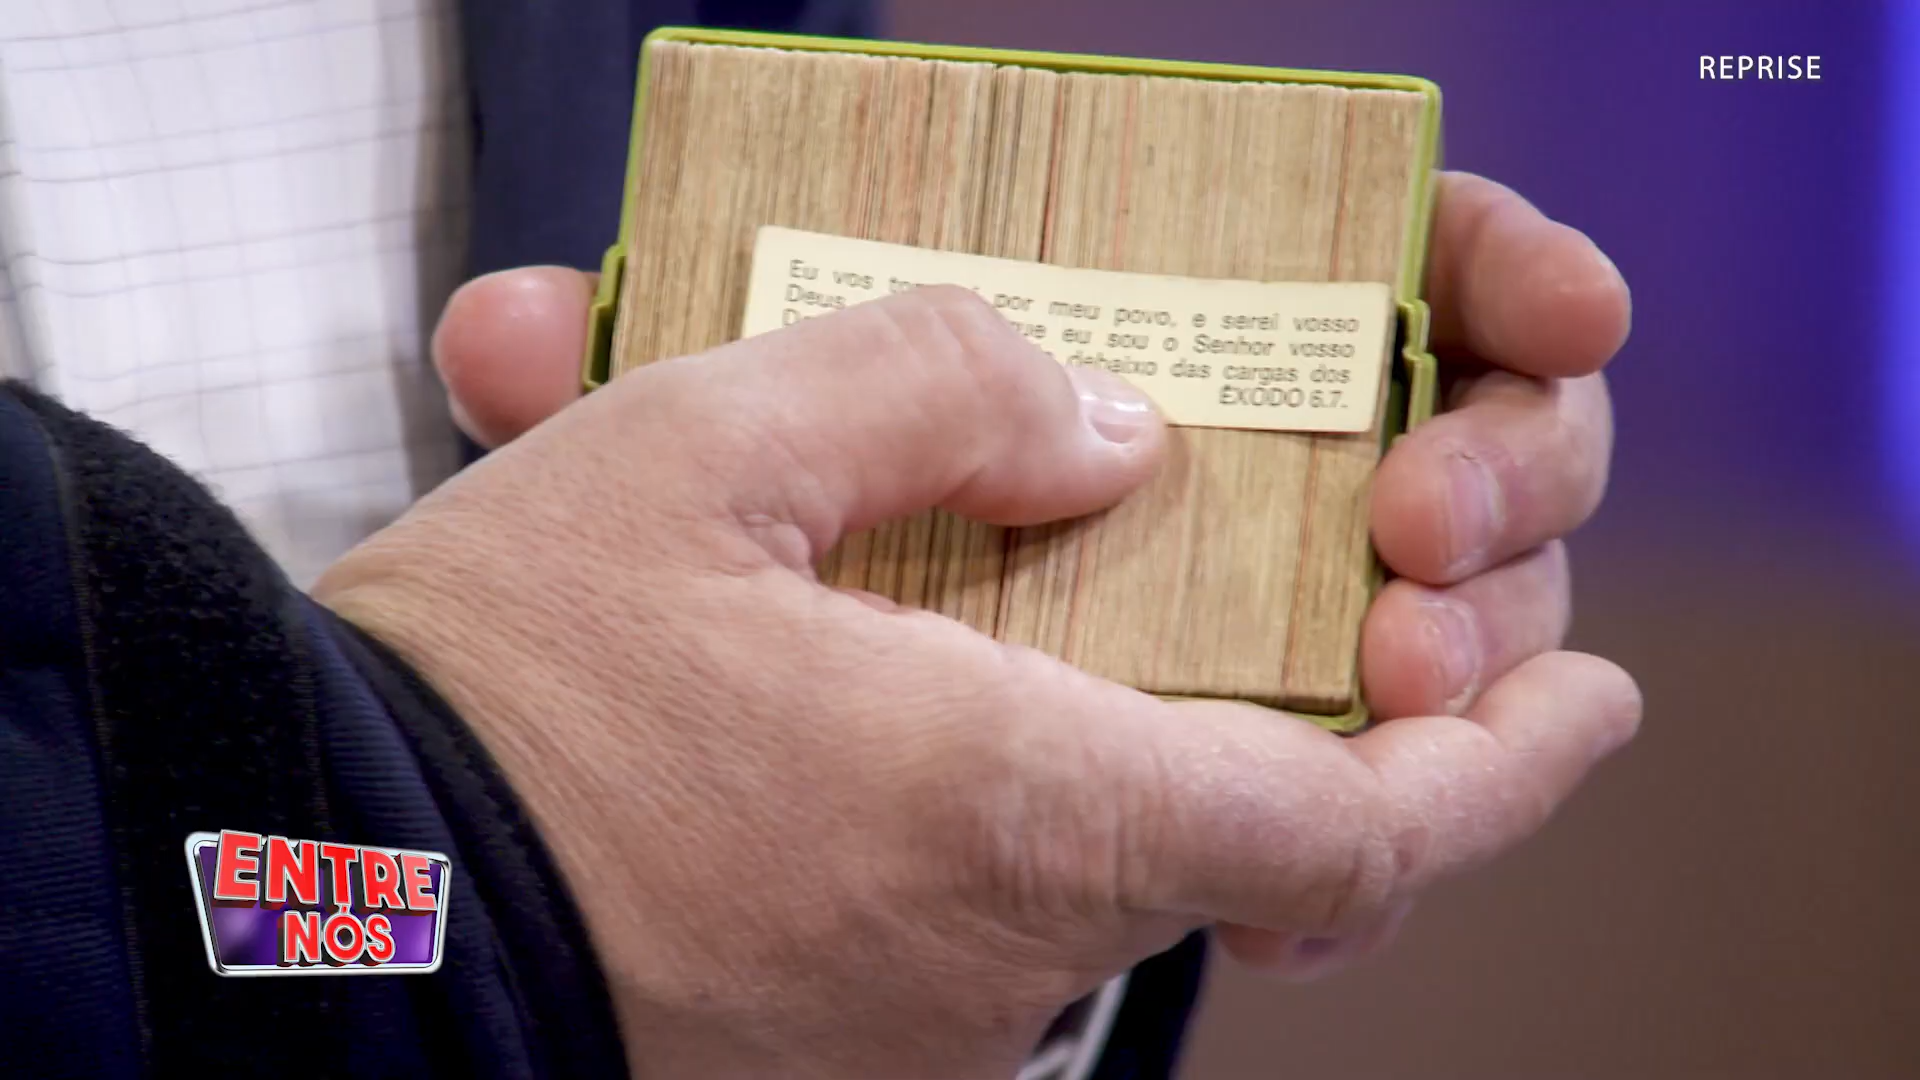 REPRISE
Eu vos por meu povo, e serei vosso
Deus, que eu sou o Senhor vosso
debaixo das cargas dos
ÊXODO 6.7.
ENTRE
NÓS